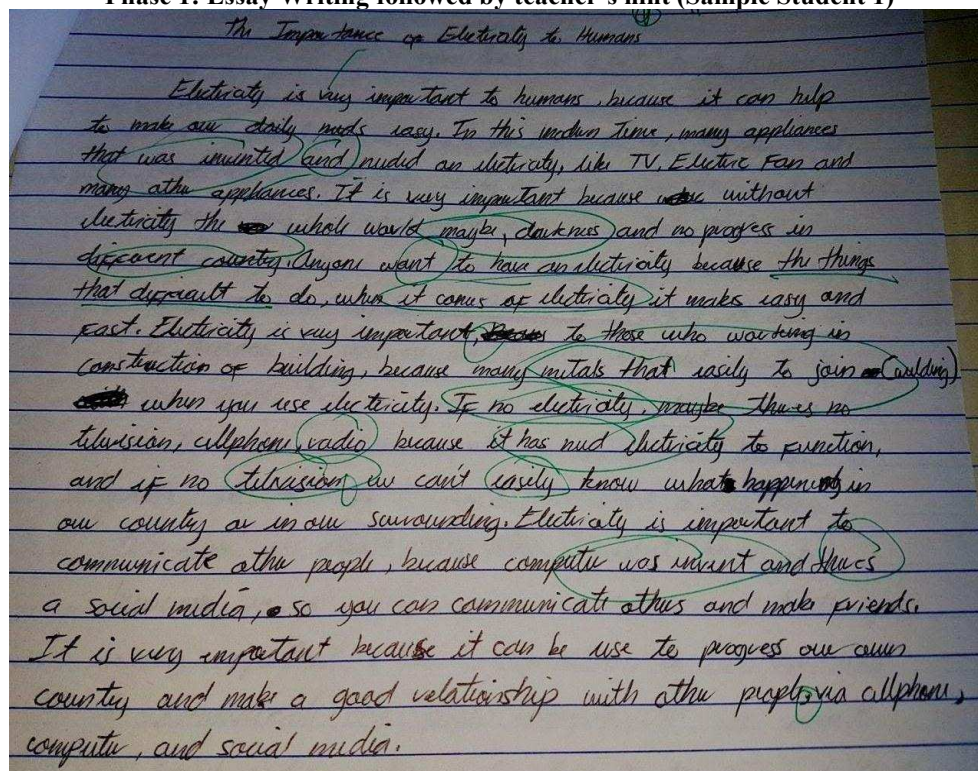 Phase 1: Essay Writing followed by teacher's hint (Sample Student 1)
The Importance of Electricity to Humans
Electricity is very important to humans, because it can help
to make our daily needs easy. In this modern time, many appliances
that was invented and needed an electricity, like TV, Electric Fan and
many other appliances. It is very important because without
electricity the whole world maybe, darkness and no progress in
different country. Anyone want to have an electricity because the things
that difficult to do, when it comes of electricity it makes easy and
fast. Electricity is very important, to those who working in
construction of building, because many metals that easily to join (welding)
when you use electricity. If no electricity, maybe there's no
television, cellphone, radio because it has need electricity to function,
and if no television, we can't easily know what happening in
our country or in our sorrounding. Electricity is important to
communicate other people, because computer was invent and there's
a social media, so you can communicate others and make friends.
It is very important because it can be use to progress our own
country and make a good relationship with other people, via cellphone,
computer, and social media.